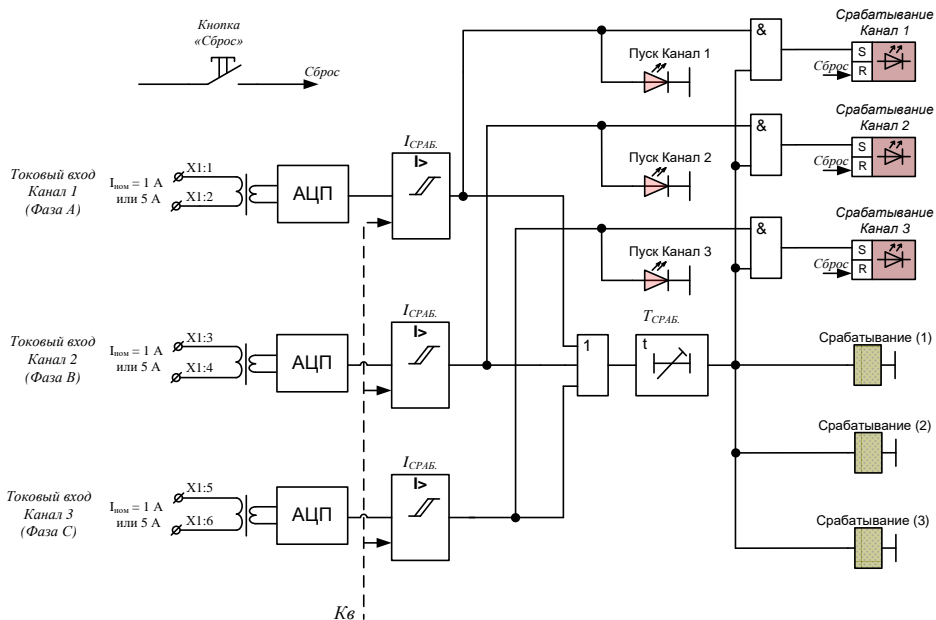 Кнопка
«Сброс»
Сброс
&
Срабатывание
Канал 1
Пуск Канал 1
S
Сброс
R
&
Срабатывание
Канал 2
Пуск Канал 2
S
Сброс
R
Токовый вход
Канал 1
(Фаза А)
Iном = 1 А
или 5 А
X1:1
X1:2
АЦП
IСРАБ.
I>
&
Срабатывание
Канал 3
Пуск Канал 3
S
Сброс
R
Токовый вход
Канал 2
(Фаза В)
Iном = 1 А
или 5 А
X1:3
X1:4
АЦП
IСРАБ.
I>
1
TСРАБ.
t
Срабатывание (1)
Срабатывание (2)
Токовый вход
Канал 3
(Фаза С)
Iном = 1 А
или 5 А
X1:5
X1:6
АЦП
IСРАБ.
I>
Срабатывание (3)
Кв